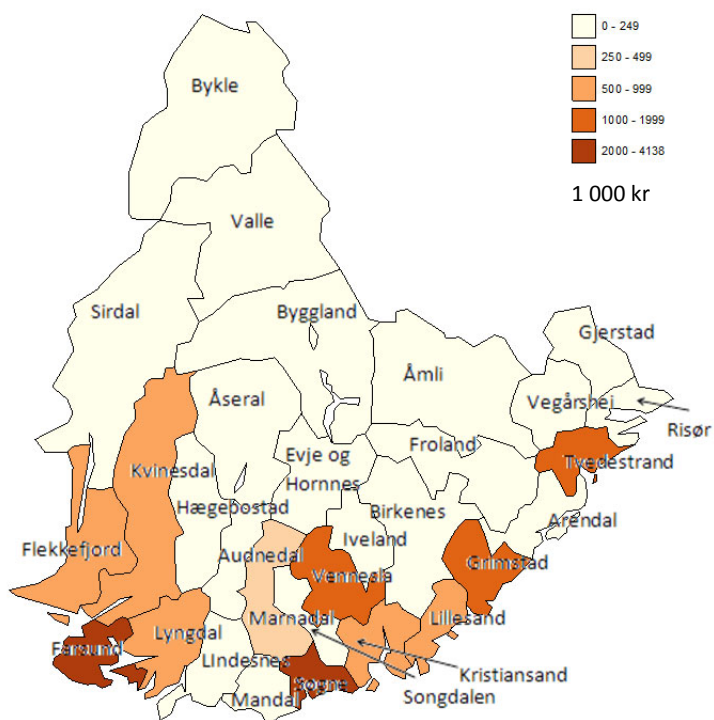 0 - 249
250 - 499
500 - 999
1000 - 1999
2000 - 4138
1 000 kr
Bykle
Valle
Sirdal
Byggland
Gjerstad
Åmli
Åseral
Vegårshei
Risør
Froland
Tvedestrand
Kvinesdal
Evje og
Hornnes
Hægebostad
Birkenes
Arendal
Iveland
Flekkefjord
Audnedal
Vennesla
Grimstad
Marnadal
Lillesand
Lyngdal
Farsund
Lindesnes
Kristiansand
Søgne
Songdalen
Mandal